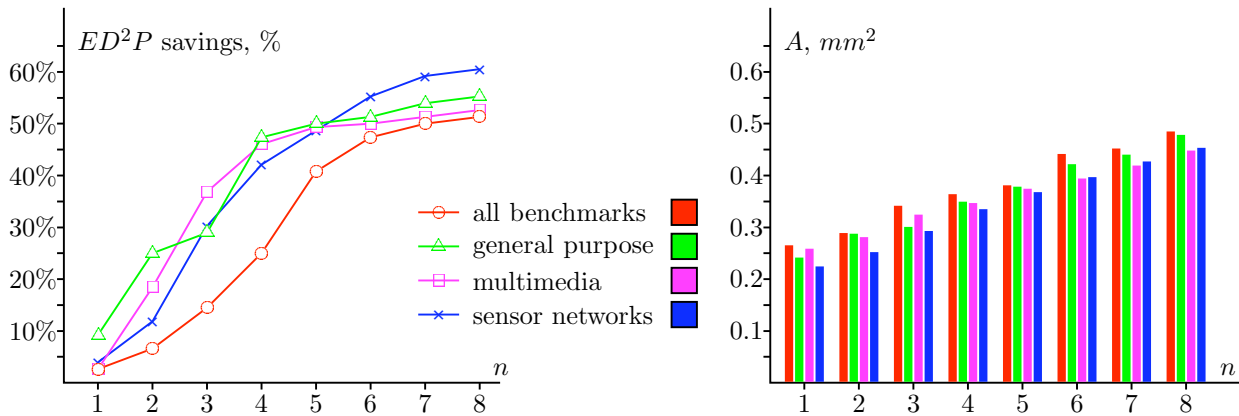 ED²P savings, %
60%
50%
40%
30%
20%
10%
1 2 3 4 5 6 7 8
n
all benchmarks
general purpose
multimedia
sensor networks
A, mm²
0.6
0.5
0.4
0.3
0.2
0.1
1 2 3 4 5 6 7 8
n